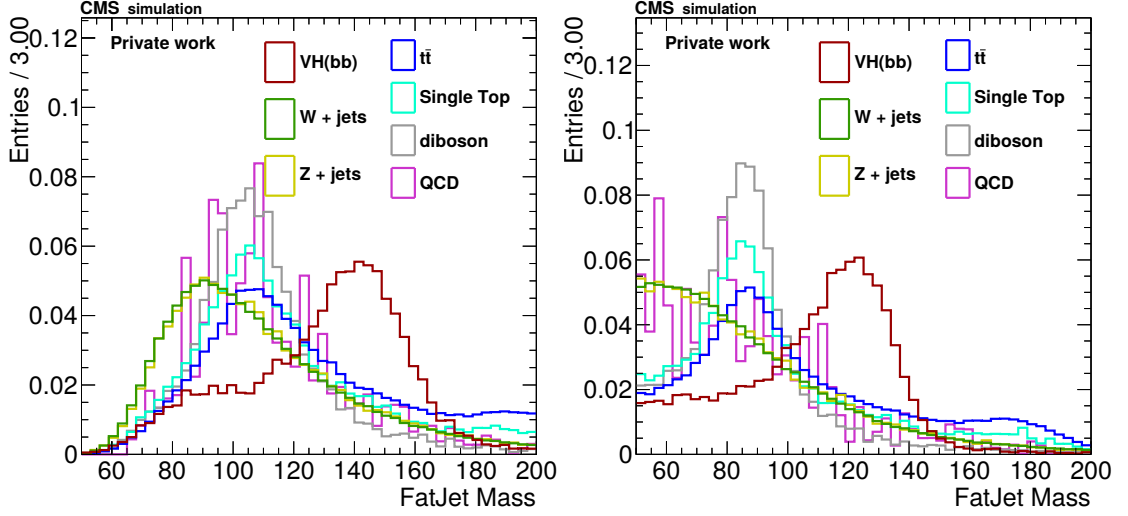 CMS simulation
Private work
Entries / 3.00
0.12
0.1
0.08
0.06
0.04
0.02
0
VH(bb)
W + jets
Z + jets
tt̄
Single Top
diboson
QCD
60 80 100 120 140 160 180 200
FatJet Mass
CMS simulation
Private work
Entries / 3.00
0.12
0.1
0.08
0.06
0.04
0.02
0
VH(bb)
W + jets
Z + jets
tt̄
Single Top
diboson
QCD
60 80 100 120 140 160 180 200
FatJet Mass